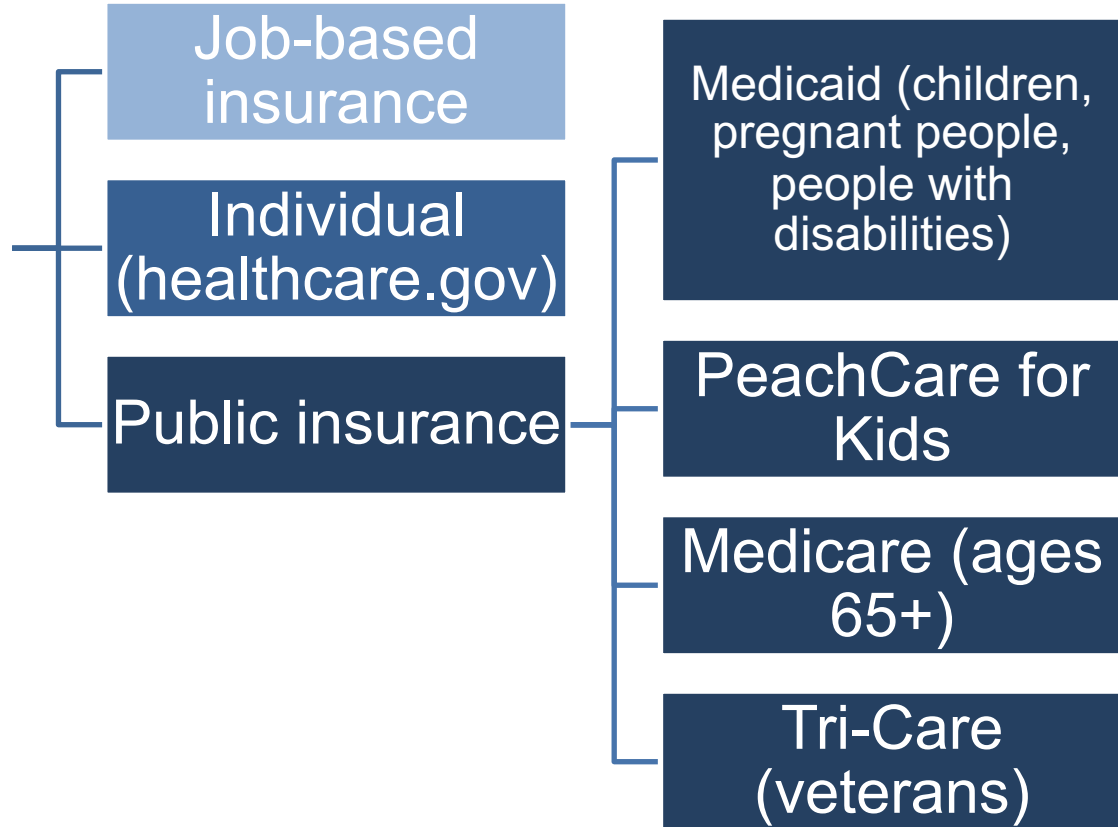 Job-based
insurance
Individual
(healthcare.gov)
Public insurance
Medicaid (children,
pregnant people,
people with
disabilities)
PeachCare for
Kids
Medicare (ages
65+)
Tri-Care
(veterans)